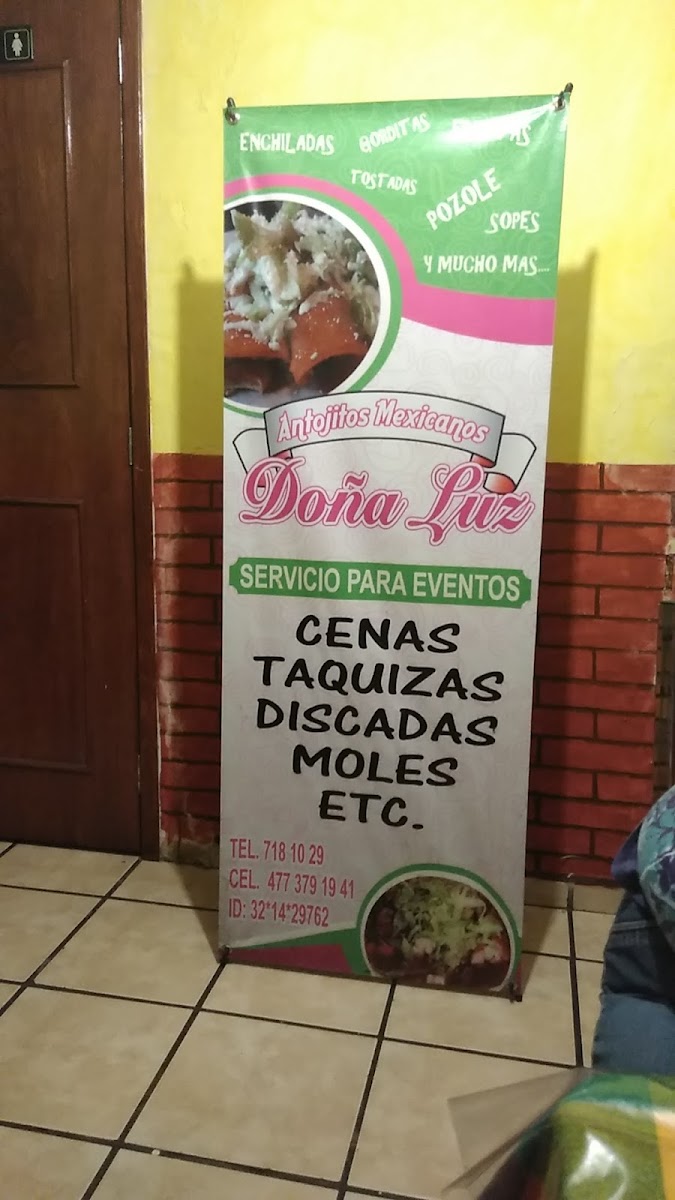 ENCHILADAS GORDITAS
TOSTADAS
POZOLE
SOPES
Y MUCHO MAS....
Antojitos Mexicanos
Doña Luz
SERVICIO PARA EVENTOS
CENAS
TAQUIZAS
DISCADAS
MOLES
ETC.
TEL. 718 10 29
CEL. 477 379 19 41
ID: 32*14*29762